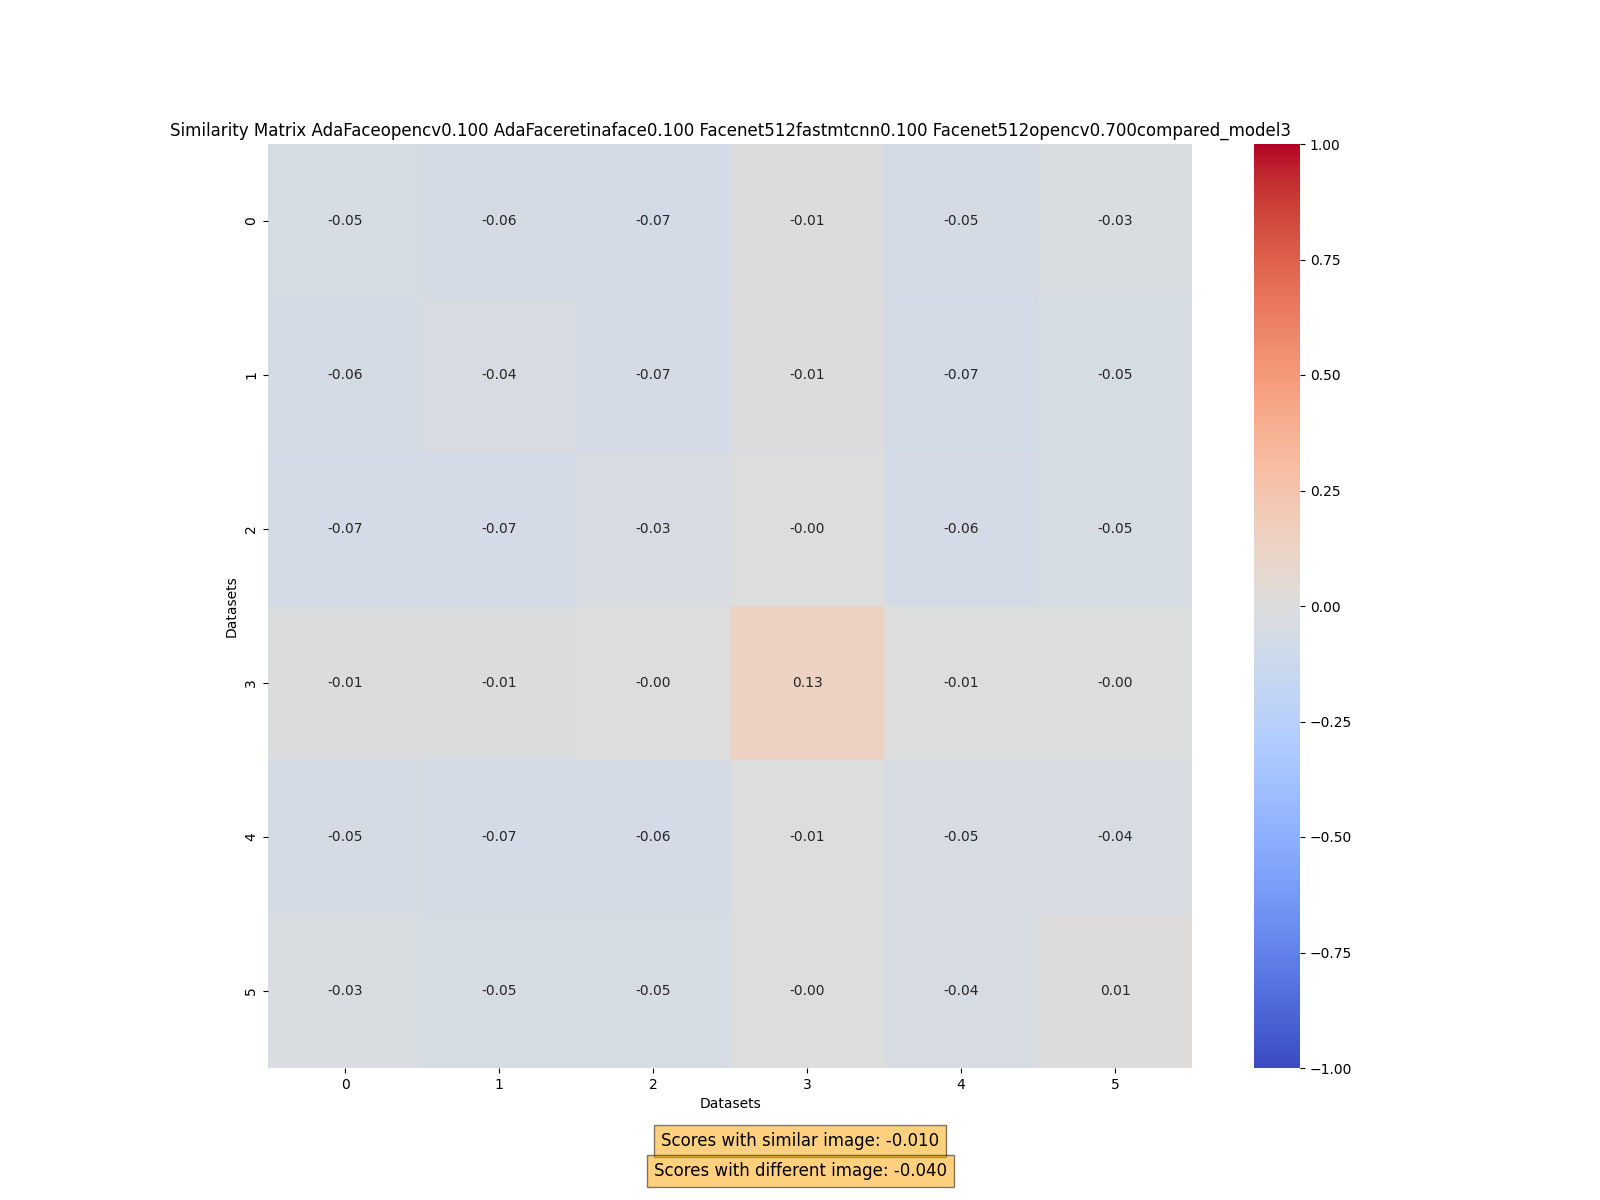 Similarity Matrix AdaFaceopencv0.100 AdaFaceretinaface0.100 Facenet512fastmtcnn0.100 Facenet512opencv0.700compared_model3
1.00
0 -0.05 -0.06 -0.07 -0.01 -0.05 -0.03
0.75
1 -0.06 -0.04 -0.07 -0.01 -0.07 -0.05
0.50
0.25
2 -0.07 -0.07 -0.03 -0.00 -0.06 -0.05
Datasets
0.00
3 -0.01 -0.01 -0.00 0.13 -0.01 -0.00
−0.25
4 -0.05 -0.07 -0.06 -0.01 -0.05 -0.04
−0.50
−0.75
5 -0.03 -0.05 -0.05 -0.00 -0.04 0.01
−1.00
0 1 2 3 4 5
Datasets
Scores with similar image: -0.010
Scores with different image: -0.040